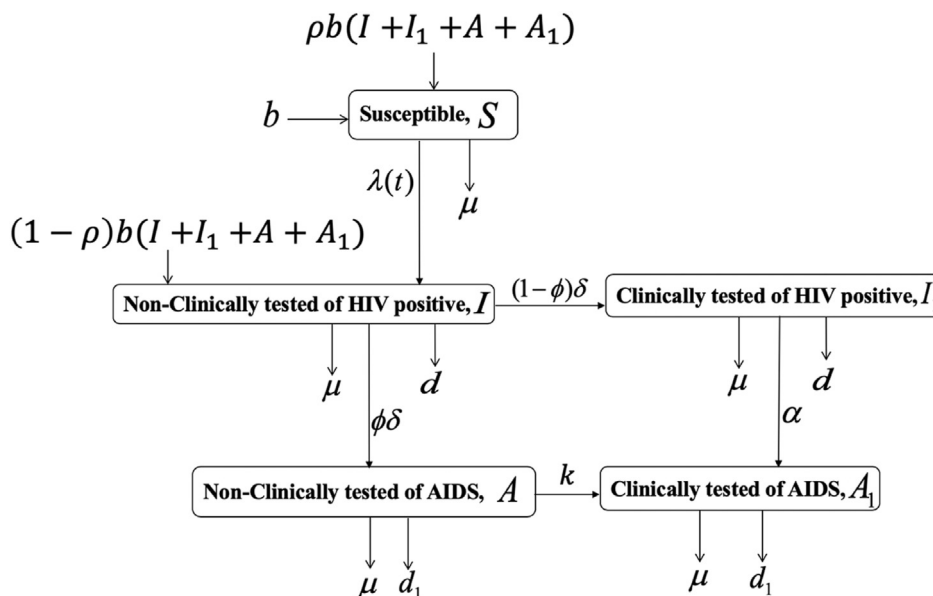 ρb(I + I₁ + A + A₁)
b
Susceptible, S
λ(t)
μ
(1 − ρ)b(I + I₁ + A + A₁)
Non-Clinically tested of HIV positive, I
(1−ϕ)δ
Clinically tested of HIV positive, I
μ
d
μ
d
ϕδ
α
Non-Clinically tested of AIDS, A
k
Clinically tested of AIDS, A₁
μ
d₁
μ
d₁